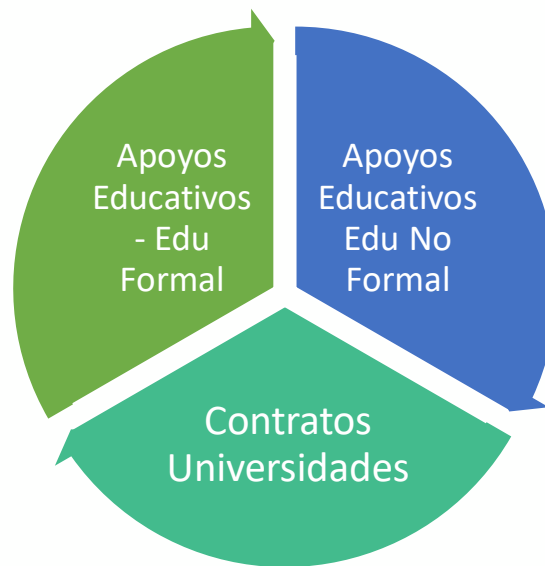 Apoyos
Educativos
- Edu
Formal
Apoyos
Educativos
Edu No
Formal
Contratos
Universidades